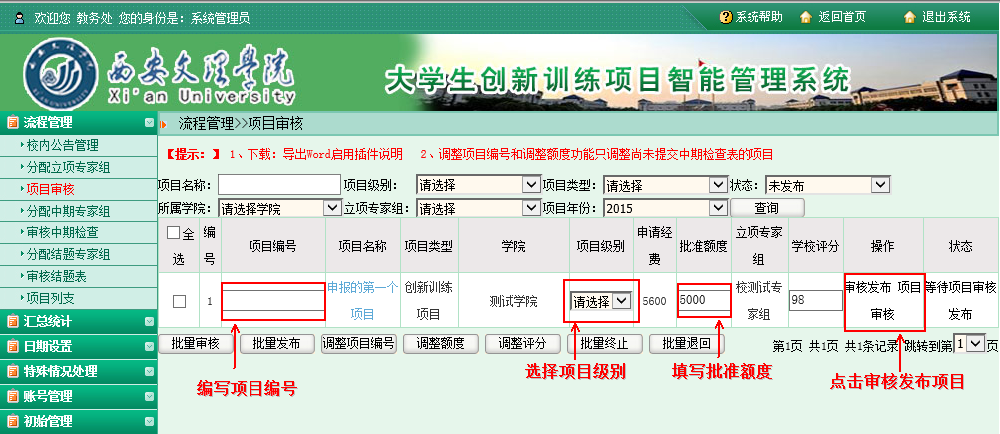 欢迎您 教务处 您的身份是：系统管理员 系统帮助 返回首页 退出系统
西安文理学院
Xi'an University
大学生创新训练项目智能管理系统
流程管理
校内公告管理
分配立项专家组
项目审核
分配中期专家组
审核中期检查
分配结题专家组
审核结题表
项目列支
汇总统计
日期设置
特殊情况处理
账号管理
初始管理
流程管理>>项目审核
【提示：】 1、下载：导出Word启用插件说明 2、调整项目编号和调整额度功能只调整尚未提交中期检查表的项目
项目名称： 项目级别： 请选择 项目类型： 请选择 状态： 未发布
所属学院： 请选择学院 立项专家组： 请选择 项目年份： 2015 查询
全选 编号 项目编号 项目名称 项目类型 学院 项目级别 申请经费 批准额度 立项专家组 学校评分 操作 状态
1 申报的第一个项目 创新训练项目 测试学院 请选择 5600 5000 校测试专家组 98 审核发布 项目审核 等待项目审核发布
批量审核 批量发布 调整项目编号 调整额度 调整评分 批量终止 批量退回 第1页 共1页 共1条记录 跳转到第 1 页
编写项目编号 选择项目级别 填写批准额度 点击审核发布项目